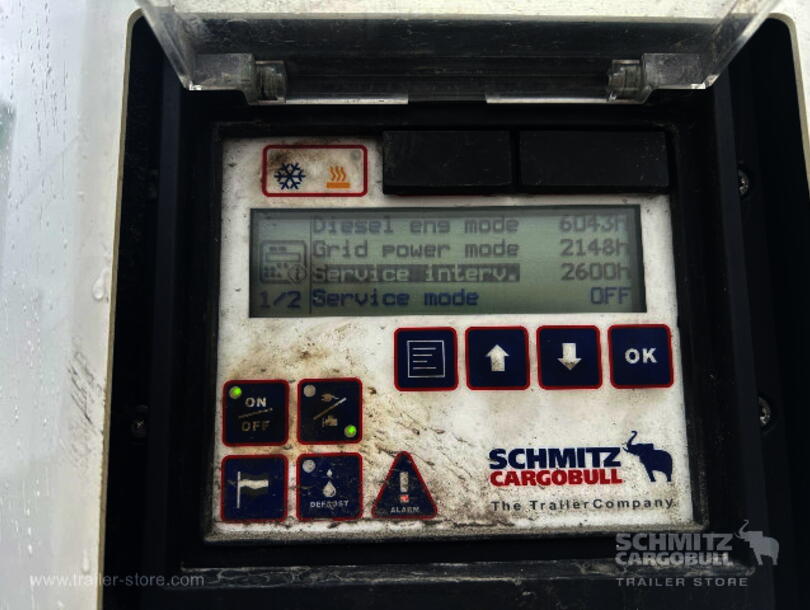 Diesel eng mode 6043h
Grid power mode 2148h
Service interv. 2600h
1/2 Service mode OFF
OK
ON
OFF
DEFROST
ALARM
SCHMITZ
CARGOBULL
The TrailerCompany.
www.trailer-store.com
SCHMITZ
CARGOBULL
TRAILER STORE